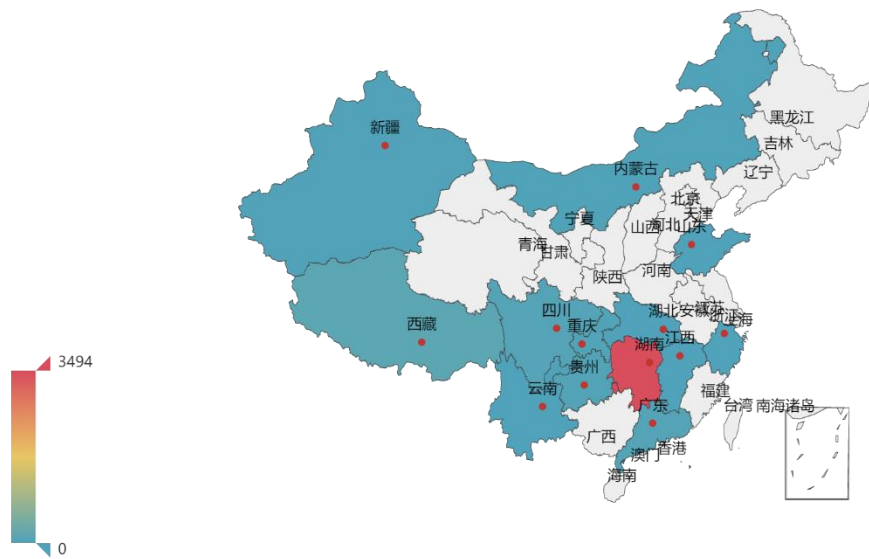 黑龙江
新疆
吉林
内蒙古
辽宁
北京
天津
宁夏
山西
河北
山东
青海
甘肃
河南
陕西
四川
湖北
安徽
江苏
西藏
重庆
浙江
上海
湖南
江西
3494
贵州
云南
福建
广东
台湾
南海诸岛
广西
香港
澳门
海南
0